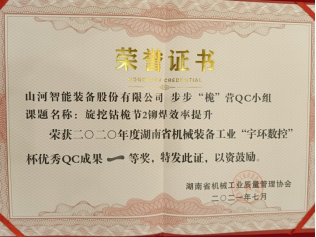 荣誉证书
山河智能装备股份有限公司 步步“桅”营QC小组
课题名称：旋挖钻桅节2铆焊效率提升
荣获二〇二〇年度湖南省机械装备工业“宇环数控”
杯优秀QC成果 一 等奖，特发此证，以资鼓励。
湖南省机械工业质量管理协会
二〇二一年七月